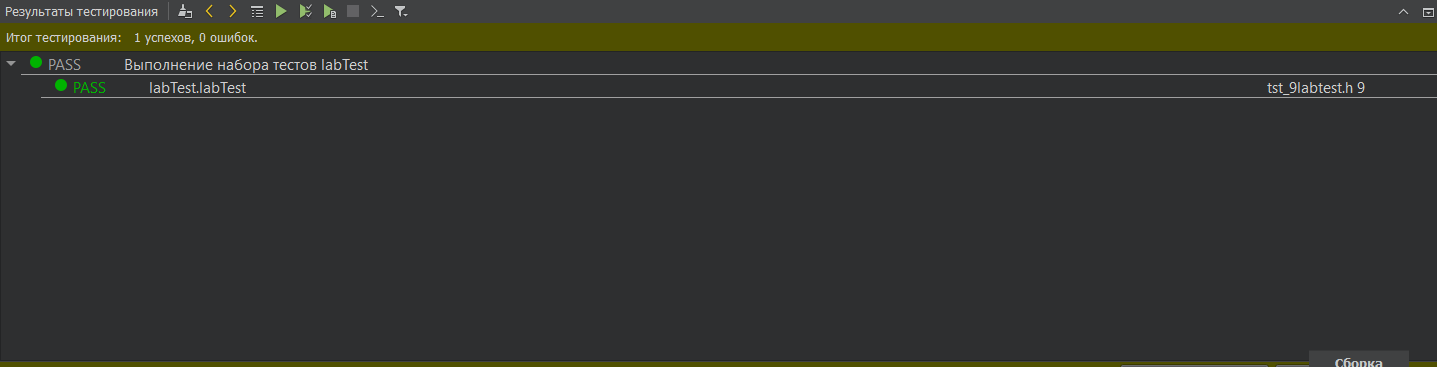 Результаты тестирования
Итог тестирования: 1 успехов, 0 ошибок.
PASS Выполнение набора тестов labTest
PASS labTest.labTest tst_9labtest.h 9
Сборка